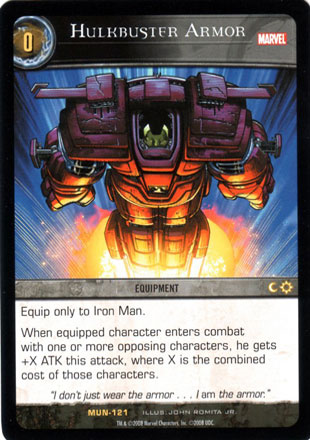 0
HULKBUSTER ARMOR
MARVEL
EQUIPMENT
Equip only to Iron Man.
When equipped character enters combat
with one or more opposing characters, he gets
+X ATK this attack, where X is the combined
cost of those characters.
"I don't just wear the armor . . . I am the armor."
MUN-121 ILLUS: JOHN ROMITA JR.
TM & ©2008 Marvel Characters, Inc. ©2008 UDC.